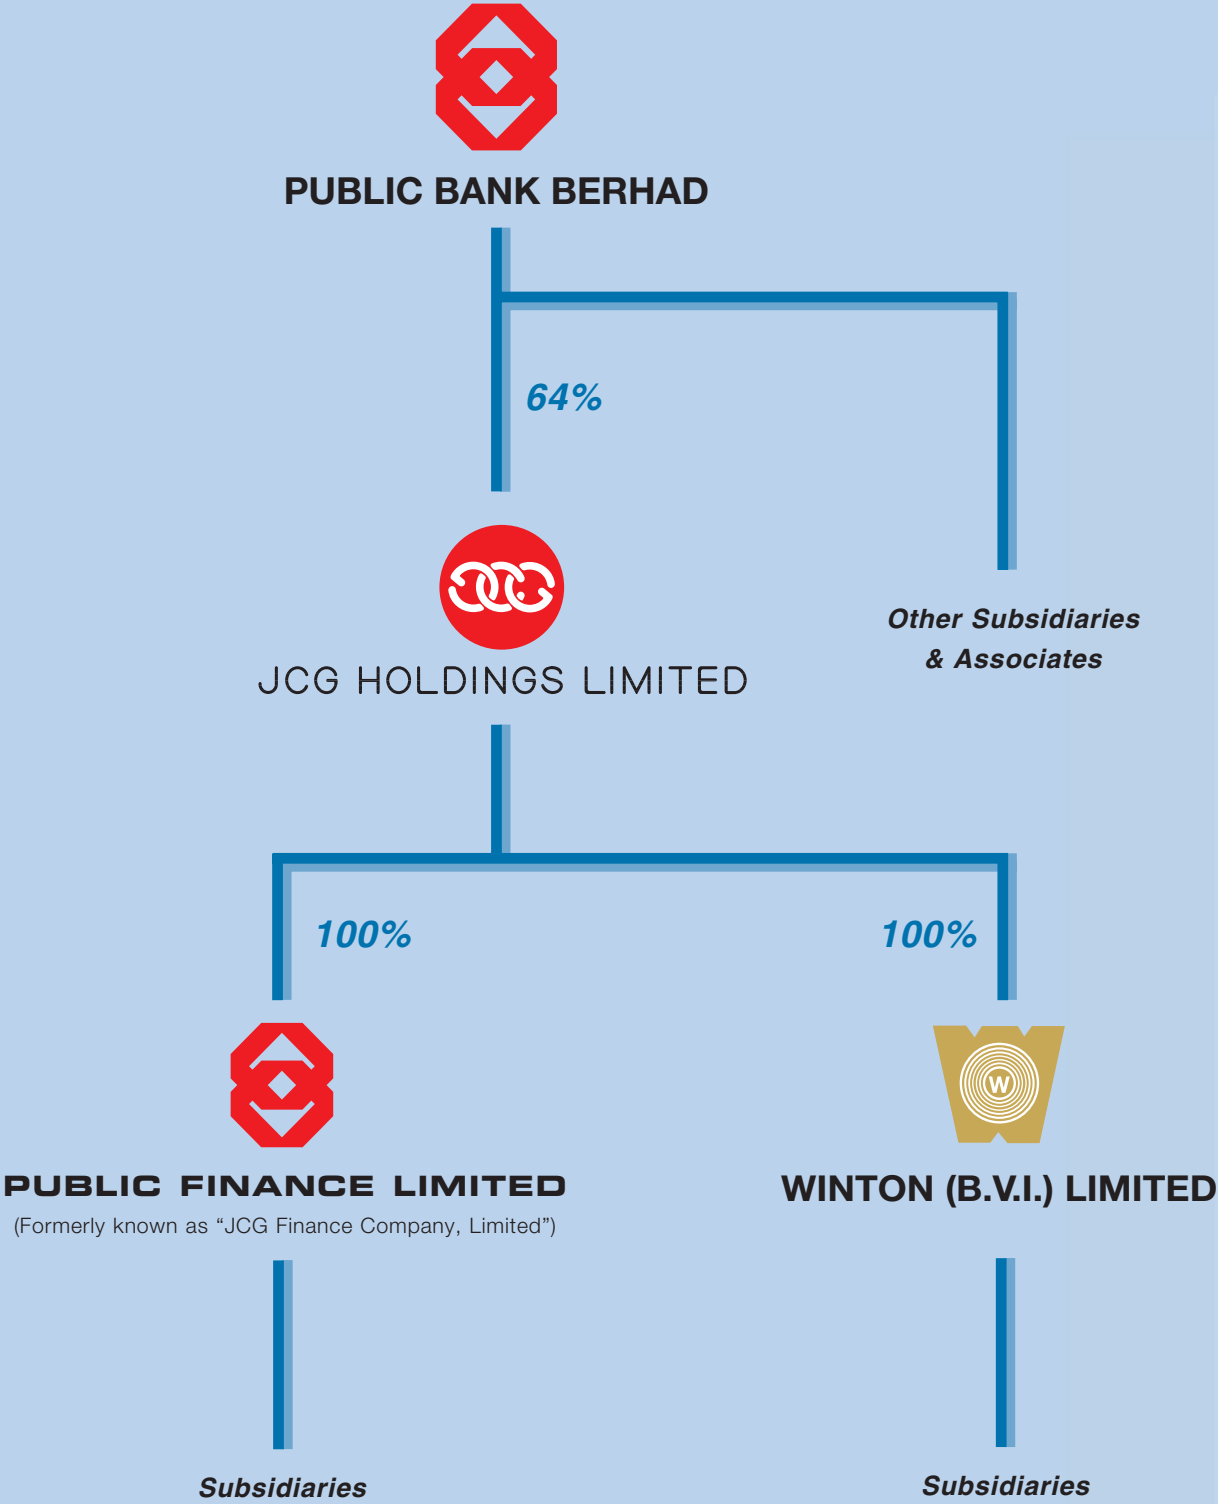 PUBLIC BANK BERHAD
64%
Other Subsidiaries
& Associates
JCG HOLDINGS LIMITED
100%
100%
W
PUBLIC FINANCE LIMITED
(Formerly known as “JCG Finance Company, Limited”)
WINTON (B.V.I.) LIMITED
Subsidiaries
Subsidiaries